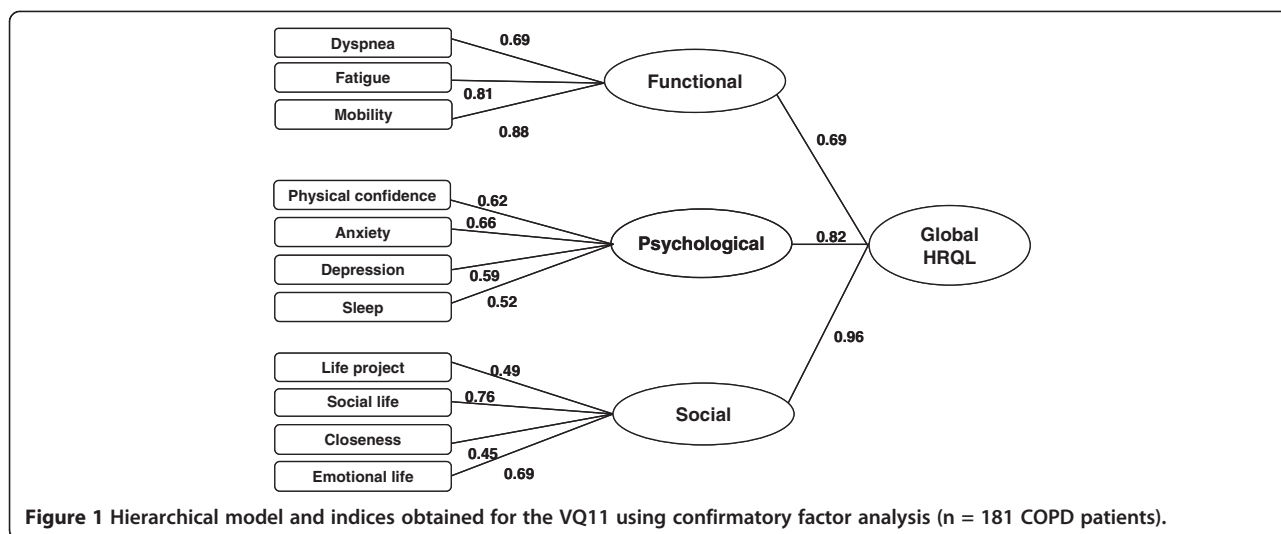 Dyspnea
0.69
Fatigue
0.81
Mobility
0.88
Functional
0.69
Physical confidence
0.62
Anxiety
0.66
Depression
0.59
Sleep
0.52
Psychological
0.82
Global
HRQL
Life project
0.49
Social life
0.76
Closeness
0.45
Emotional life
0.69
Social
0.96
Figure 1 Hierarchical model and indices obtained for the VQ11 using confirmatory factor analysis (n = 181 COPD patients).